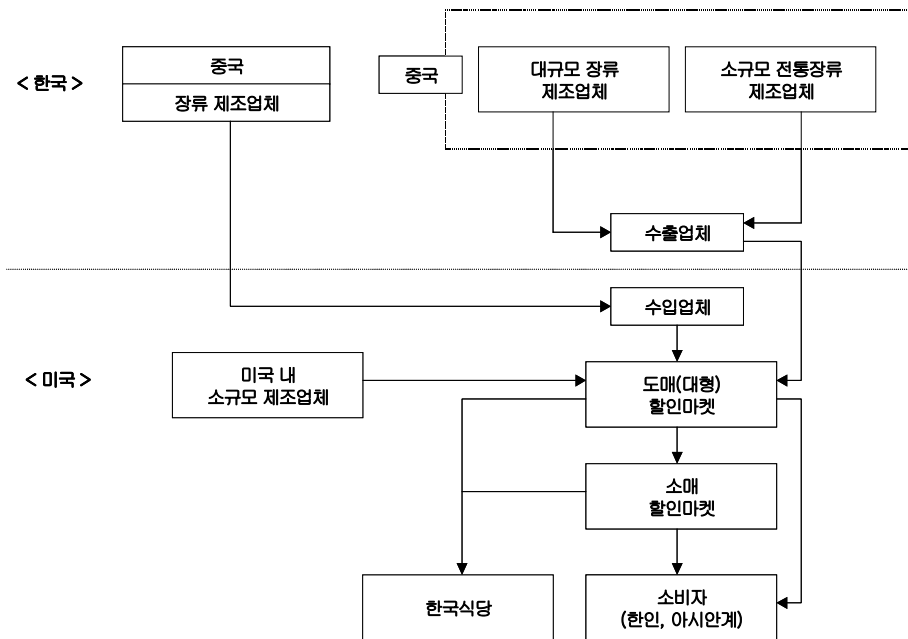 < 한국 >
중국
장류 제조업체
중국
대규모 장류
제조업체
소규모 전통장류
제조업체
수출업체
수입업체
< 미국 >
미국 내
소규모 제조업체
도매(대형)
할인마켓
소매
할인마켓
한국식당
소비자
(한인, 아시안계)